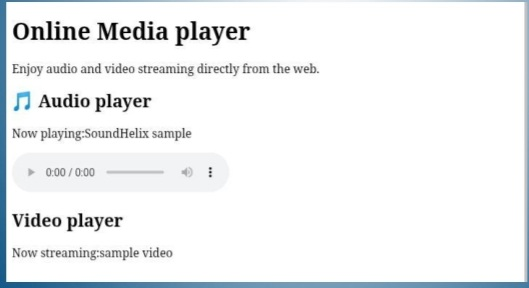 Online Media player
Enjoy audio and video streaming directly from the web.
🎵 Audio player
Now playing:SoundHelix sample
0:00 / 0:00
Video player
Now streaming:sample video